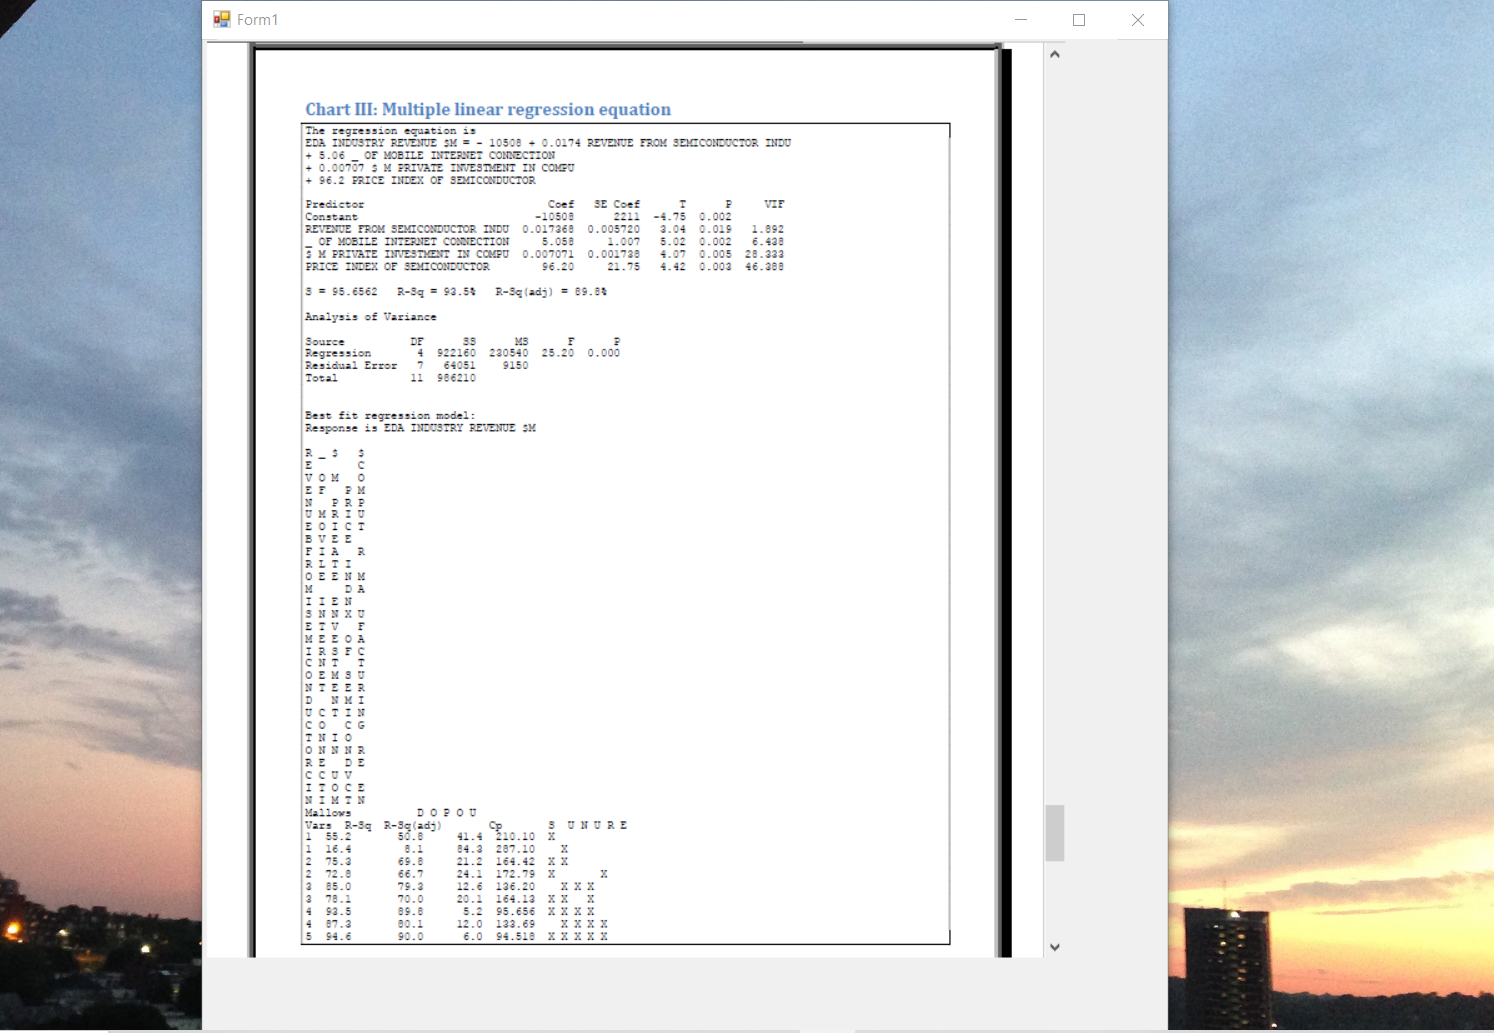 Form1
Chart III: Multiple linear regression equation
The regression equation is
EDA INDUSTRY REVENUE $M = - 10508 + 0.0174 REVENUE FROM SEMICONDUCTOR INDU
+ 5.06 _ OF MOBILE INTERNET CONNECTION
+ 0.00707 $ M PRIVATE INVESTMENT IN COMPU
+ 96.2 PRICE INDEX OF SEMICONDUCTOR
Predictor Coef SE Coef T P VIF
Constant -10508 2211 -4.75 0.002
REVENUE FROM SEMICONDUCTOR INDU 0.017368 0.005720 3.04 0.019 1.892
_ OF MOBILE INTERNET CONNECTION 5.058 1.007 5.02 0.002 6.438
$ M PRIVATE INVESTMENT IN COMPU 0.007071 0.001738 4.07 0.005 28.333
PRICE INDEX OF SEMICONDUCTOR 96.20 21.75 4.42 0.003 46.388
S = 95.6562 R-Sq = 93.5% R-Sq(adj) = 89.8%
Analysis of Variance
Source DF SS MS F P
Regression 4 922160 230540 25.20 0.000
Residual Error 7 64051 9150
Total 11 986210
Best fit regression model:
Response is EDA INDUSTRY REVENUE $M
R _ $ $
E C
V O M O
E F P M
N P R P
U M R I U
E O I C T
B V E E
F I A R
R L T I
O E E N M
M D A
I I E N
S N N X U
E T V F
M E E O A
I R S F C
C N T T
O E M S U
N T E E R
D N M I
U C T I N
C O C G
T N I O
O N N N R
R E D E
C C U V
I T O C E
N I M T N
Mallows D O P O U
Vars R-Sq R-Sq(adj) Cp S U N U R E
1 55.2 50.8 41.4 210.10 X
1 16.4 8.1 84.3 287.10 X
2 75.3 69.8 21.2 164.42 X X
2 72.8 66.7 24.1 172.79 X X
3 85.0 79.3 12.6 136.20 X X X
3 78.1 70.0 20.1 164.13 X X X
4 93.5 89.8 5.2 95.656 X X X X
4 87.3 80.1 12.0 133.69 X X X X
5 94.6 90.0 6.0 94.518 X X X X X